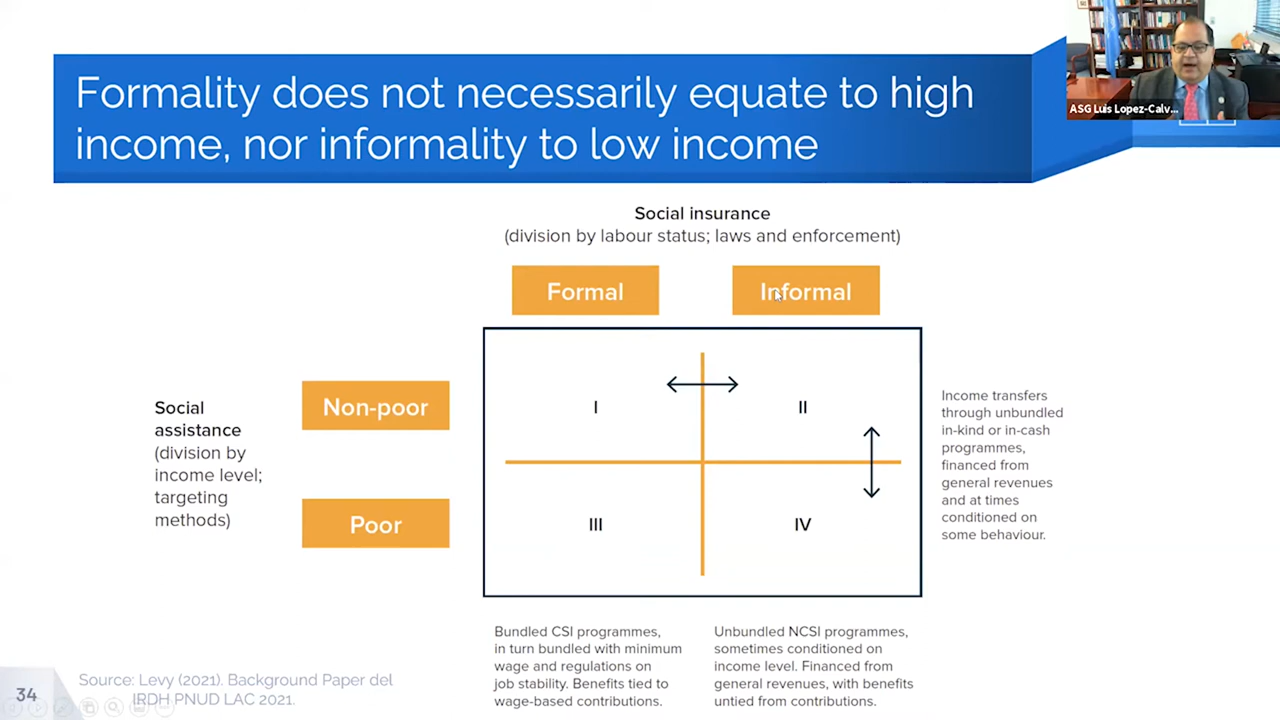 ASG Luis Lopez-Calv...
Formality does not necessarily equate to high
income, nor informality to low income
Social insurance
(division by labour status; laws and enforcement)
Formal
Informal
Social
assistance
(division by
income level;
targeting
methods)
Non-poor
Poor
I
II
III
IV
Income transfers
through unbundled
in-kind or in-cash
programmes,
financed from
general revenues
and at times
conditioned on
some behaviour.
Bundled CSI programmes,
in turn bundled with minimum
wage and regulations on
job stability. Benefits tied to
wage-based contributions.
Unbundled NCSI programmes,
sometimes conditioned on
income level. Financed from
general revenues, with benefits
untied from contributions.
34
Source: Levy (2021). Background Paper del
IRDH PNUD LAC 2021.